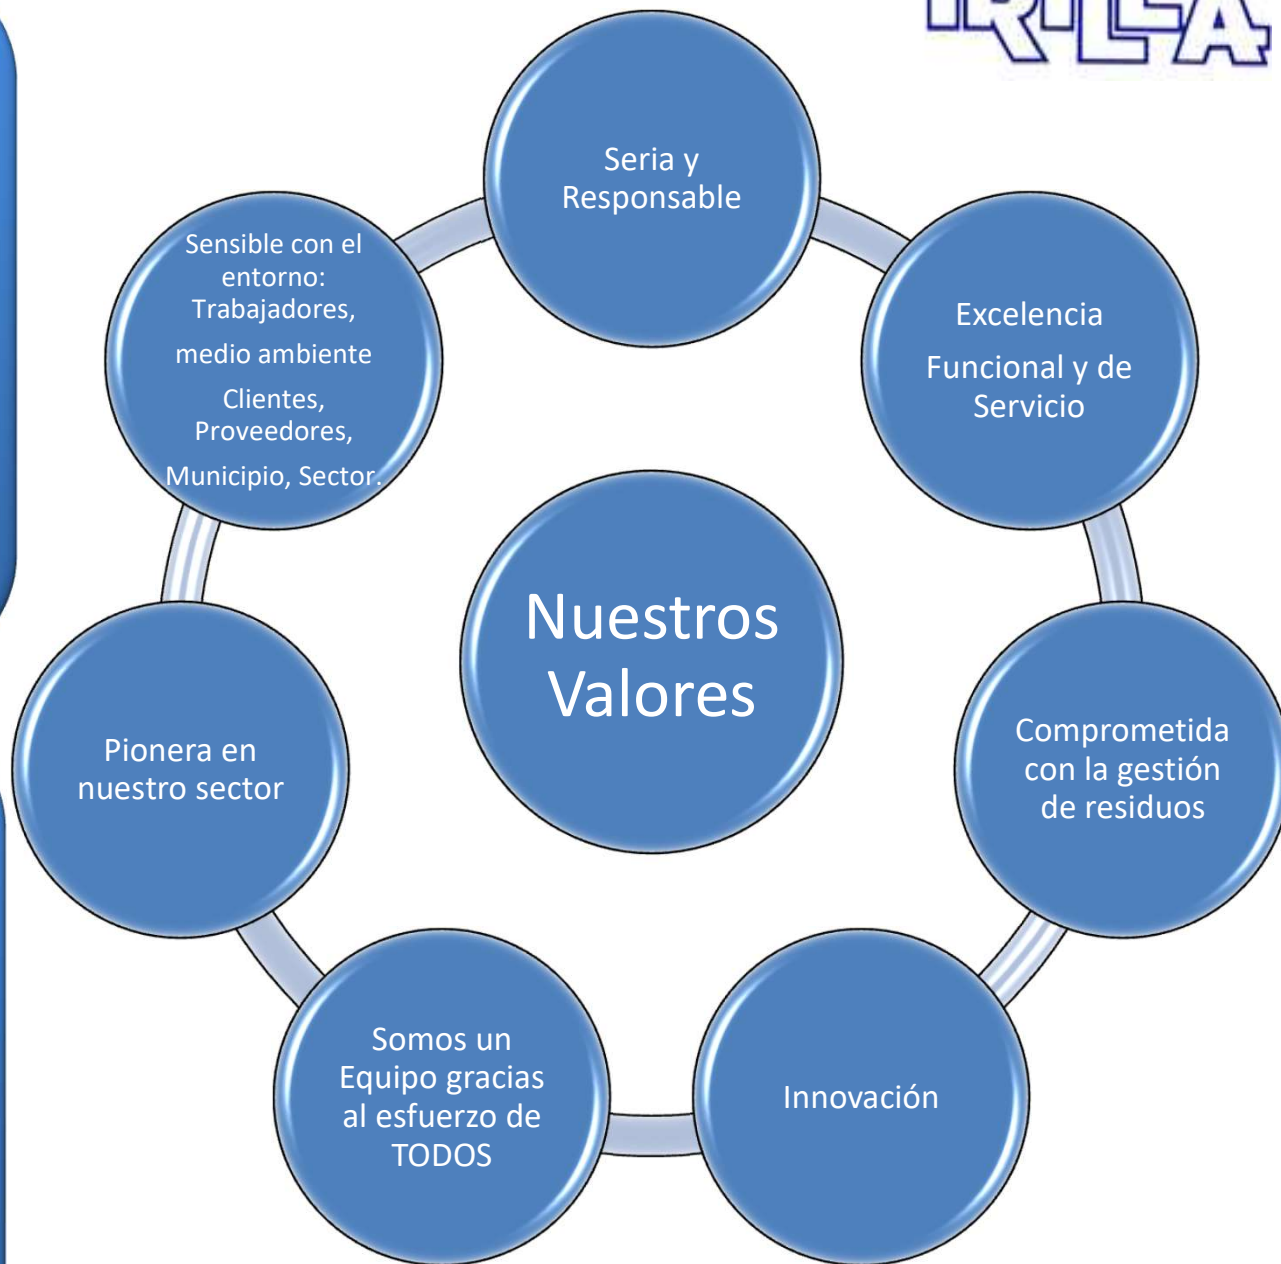 Seria y
Responsable
Sensible con el
entorno:
Trabajadores,
medio ambiente
Clientes,
Proveedores,
Municipio, Sector.
Excelencia
Funcional y de
Servicio
Nuestros
Valores
Pionera en
nuestro sector
Comprometida
con la gestión
de residuos
Somos un
Equipo gracias
al esfuerzo de
TODOS
Innovación